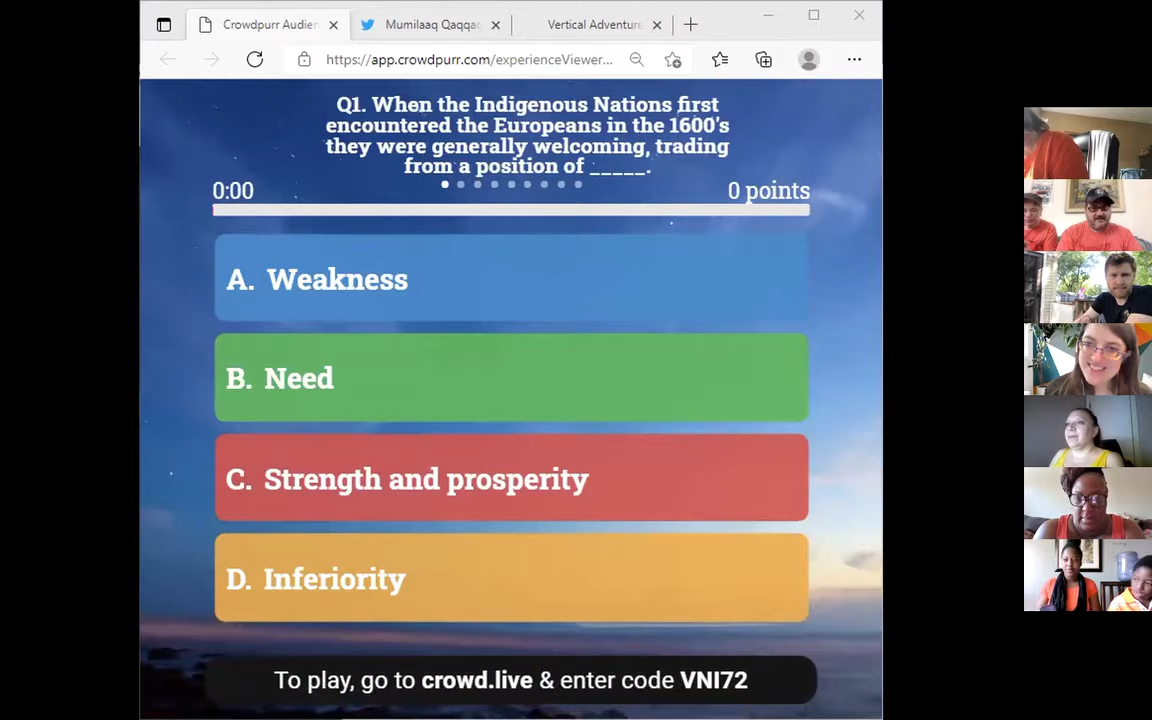 Crowdpurr Audien
Mumilaaq Qaqqaq
Vertical Adventure
https://app.crowdpurr.com/experienceViewer...
Q1. When the Indigenous Nations first
encountered the Europeans in the 1600's
they were generally welcoming, trading
from a position of _____.
0:00
0 points
A. Weakness
B. Need
C. Strength and prosperity
D. Inferiority
To play, go to crowd.live & enter code VNI72